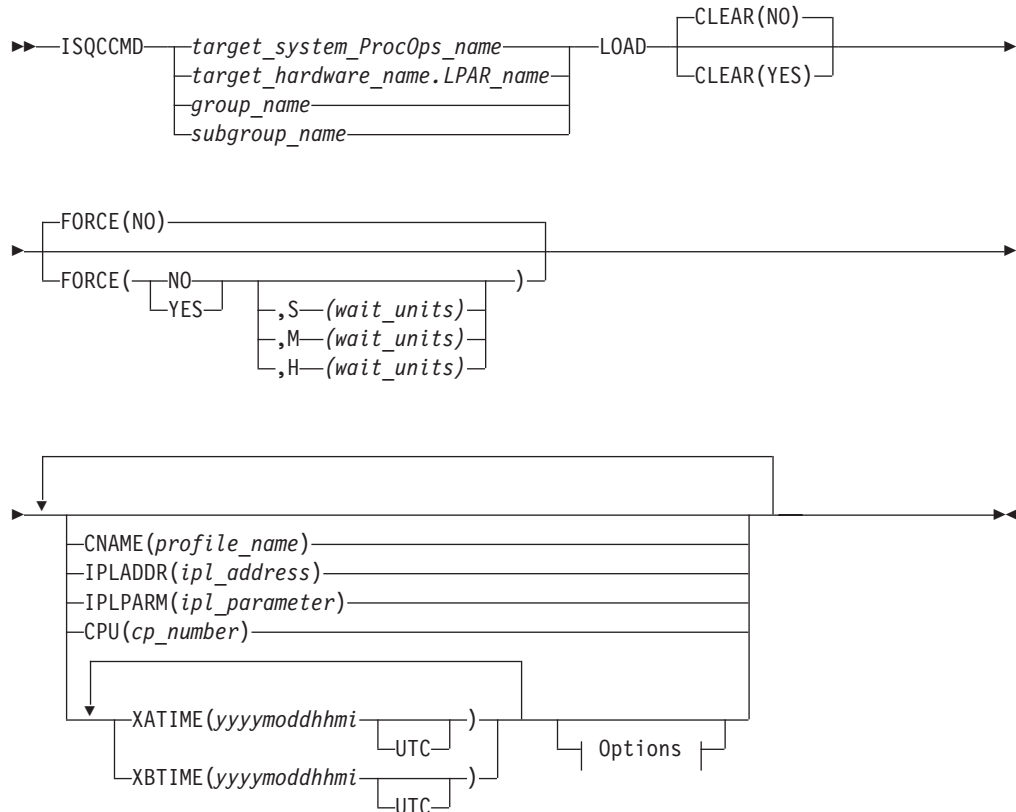 ISQCCMD target_system_ProcOps_name LOAD CLEAR(NO)
target_hardware_name.LPAR_name CLEAR(YES)
group_name
subgroup_name
FORCE(NO)
FORCE( NO )
YES ,S (wait_units)
,M (wait_units)
,H (wait_units)
CNAME(profile_name)
IPLADDR(ipl_address)
IPLPARM(ipl_parameter)
CPU(cp_number)
XATIME(yyyymoddhhmi )
UTC Options
XBTIME(yyyymoddhhmi )
UTC